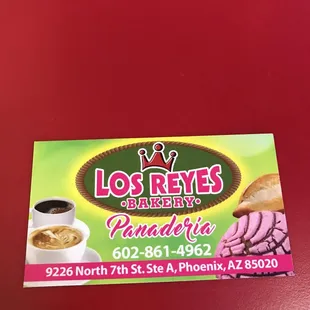 LOS REYES
• BAKERY •
Panadería
602-861-4962
9226 North 7th St. Ste A, Phoenix, AZ 85020